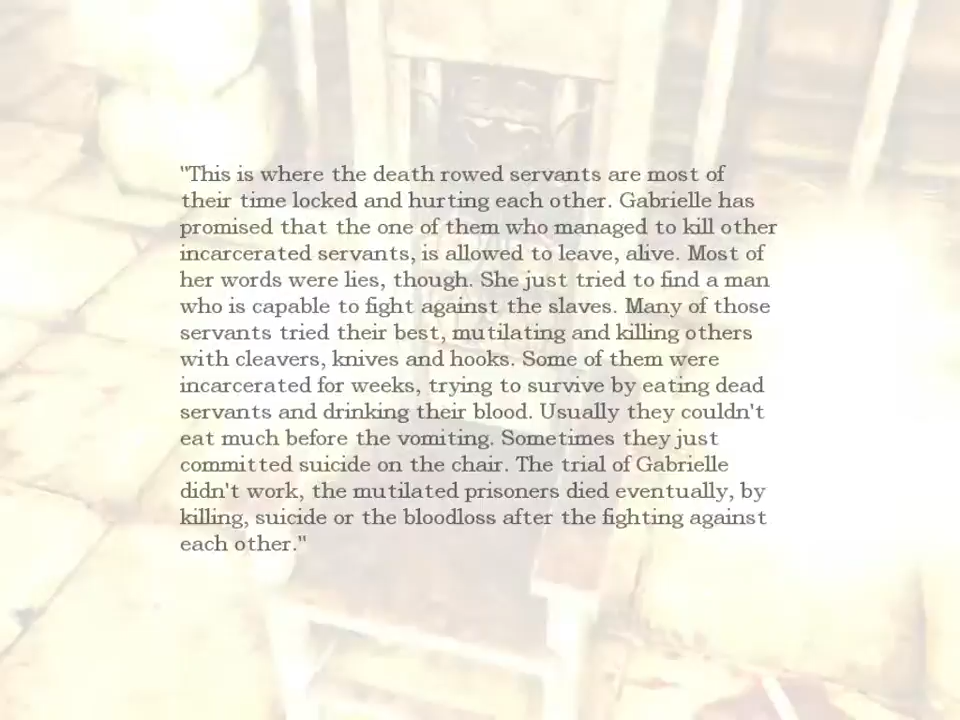 "This is where the death rowed servants are most of
their time locked and hurting each other. Gabrielle has
promised that the one of them who managed to kill other
incarcerated servants, is allowed to leave, alive. Most of
her words were lies, though. She just tried to find a man
who is capable to fight against the slaves. Many of those
servants tried their best, mutilating and killing others
with cleavers, knives and hooks. Some of them were
incarcerated for weeks, trying to survive by eating dead
servants and drinking their blood. Usually they couldn't
eat much before the vomiting. Sometimes they just
committed suicide on the chair. The trial of Gabrielle
didn't work, the mutilated prisoners died eventually, by
killing, suicide or the bloodloss after the fighting against
each other."